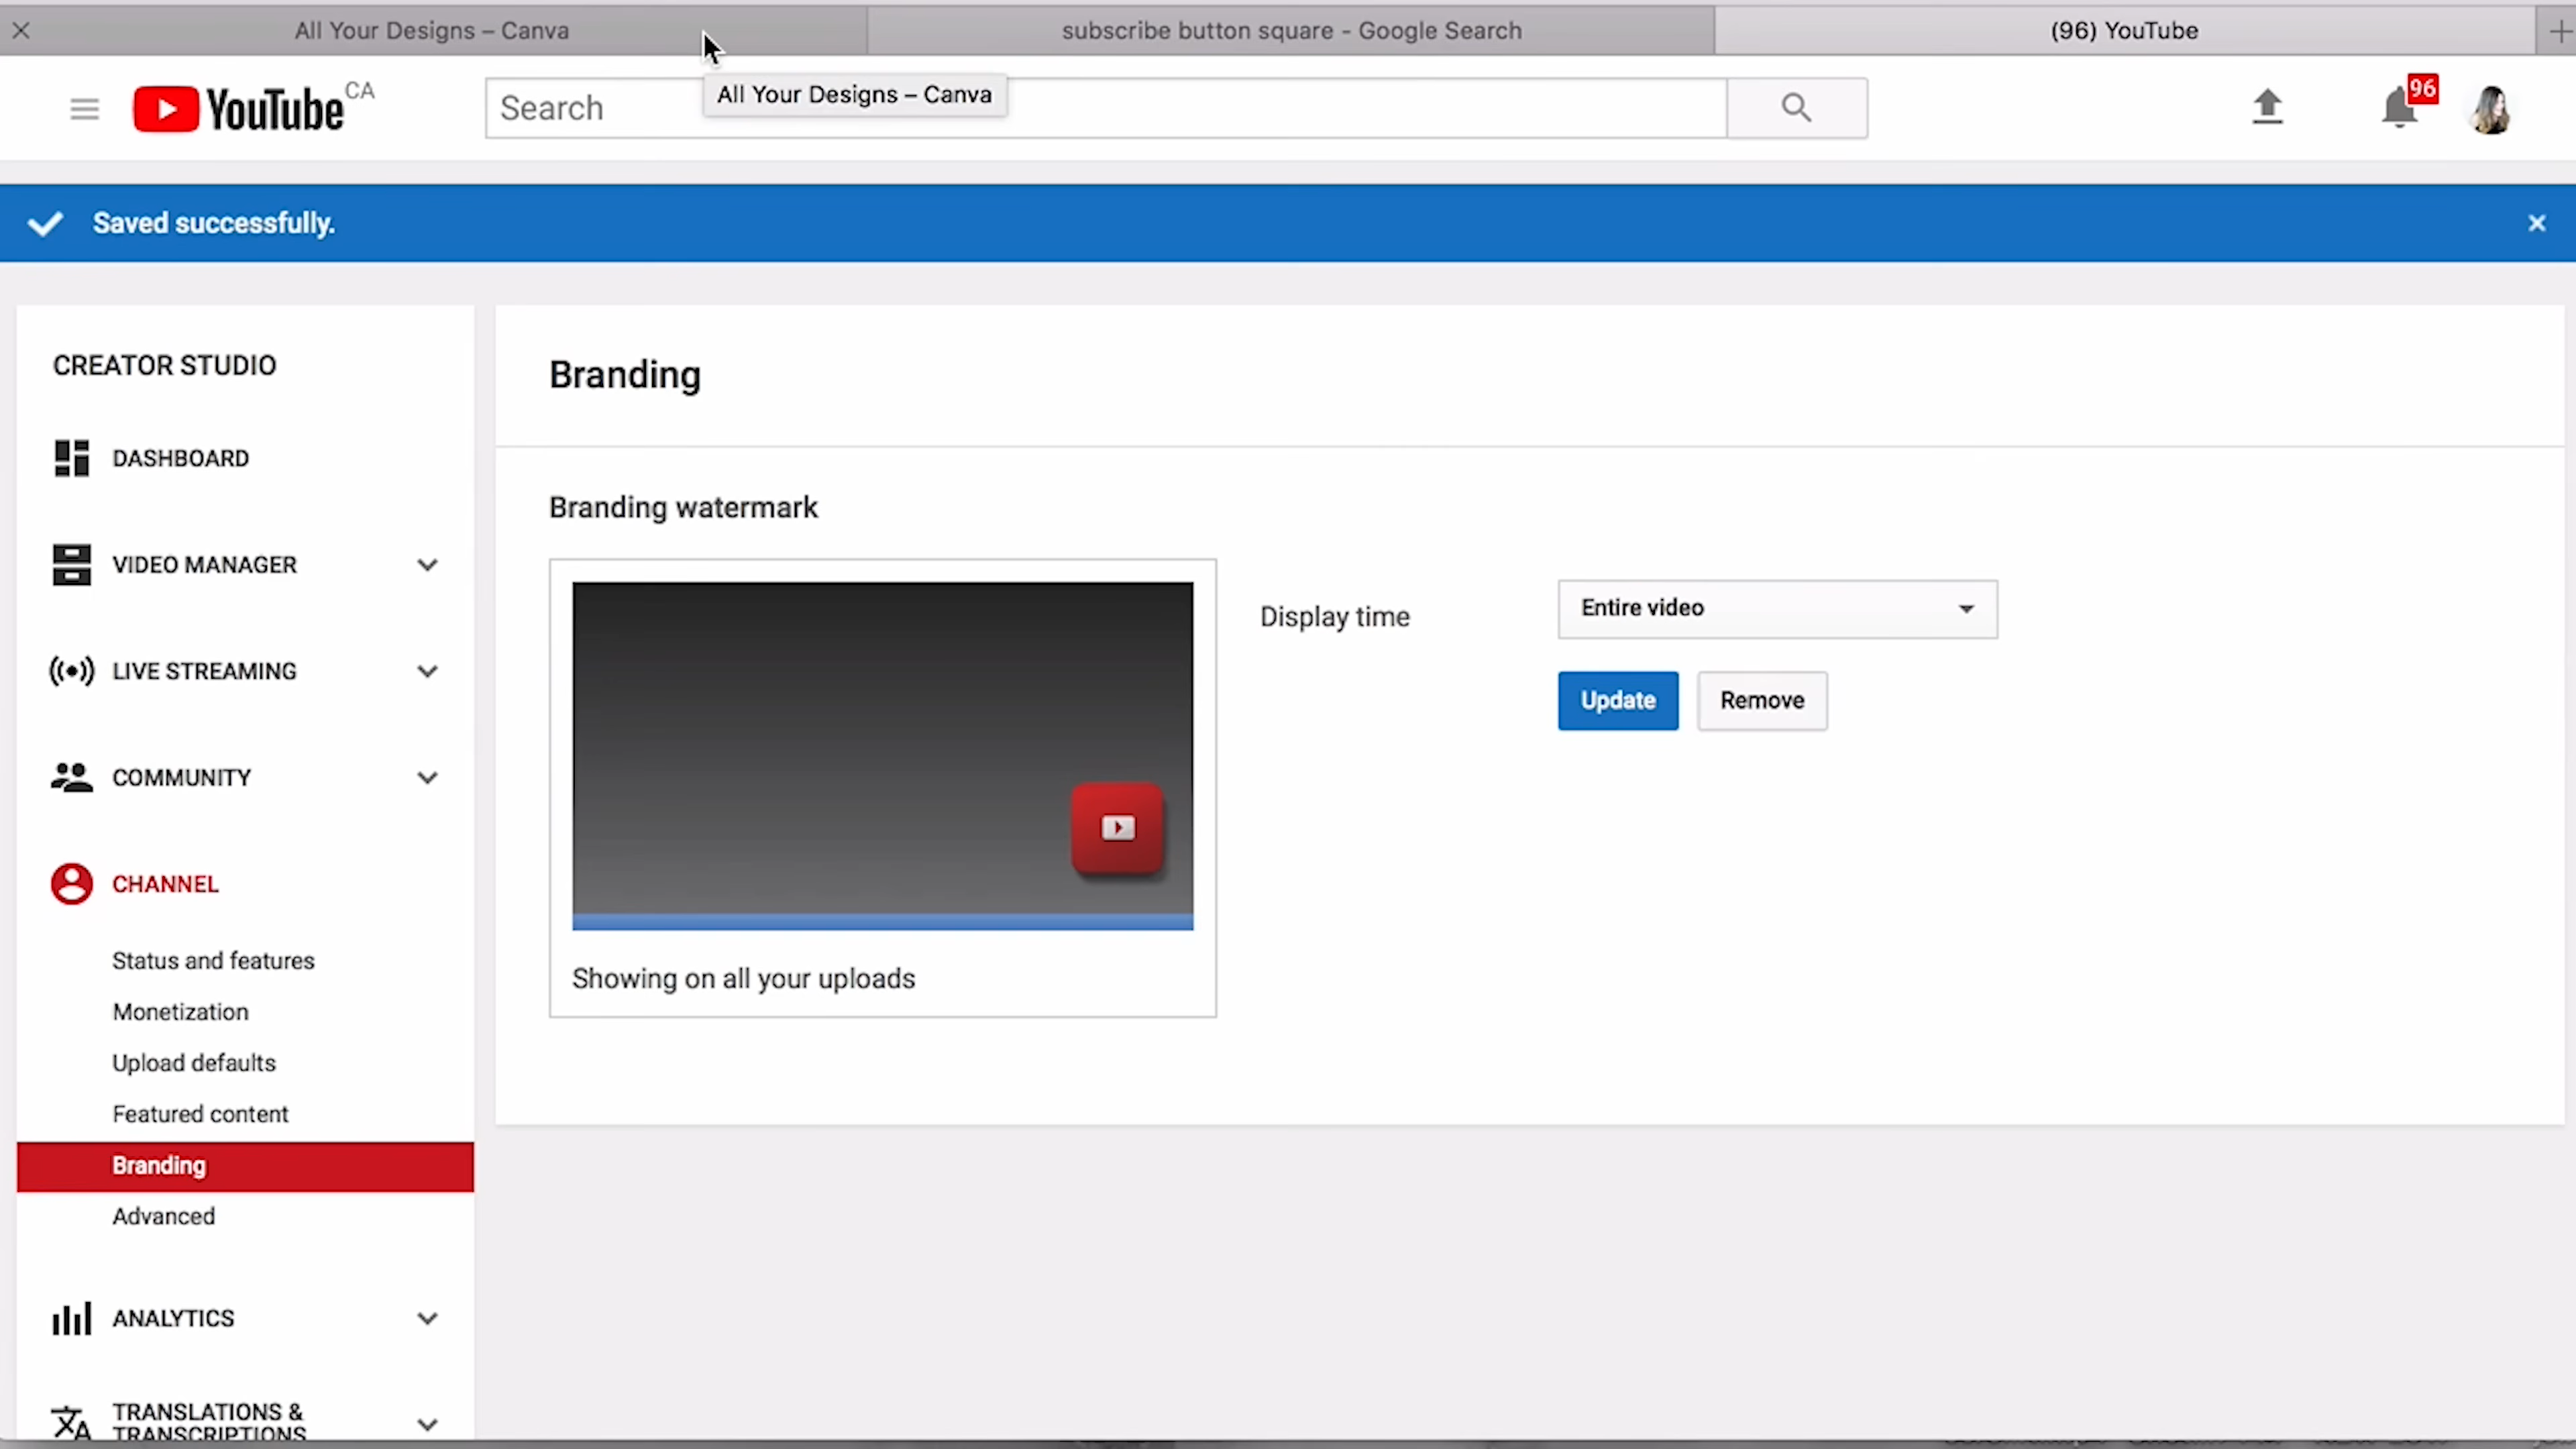 All Your Designs – Canva
subscribe button square - Google Search
(96) YouTube
YouTube CA
Search
All Your Designs – Canva
96
Saved successfully.
CREATOR STUDIO
DASHBOARD
VIDEO MANAGER
LIVE STREAMING
COMMUNITY
CHANNEL
Status and features
Monetization
Upload defaults
Featured content
Branding
Advanced
ANALYTICS
TRANSLATIONS &
TRANSCRIPTIONS
Branding
Branding watermark
Display time
Entire video
Update
Remove
Showing on all your uploads